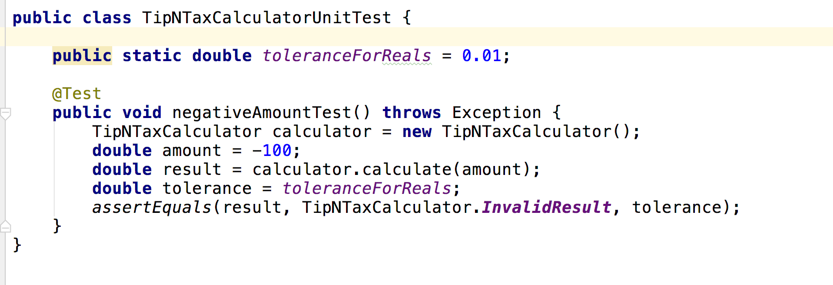 public class TipNTaxCalculatorUnitTest {
public static double toleranceForReals = 0.01;
@Test
public void negativeAmountTest() throws Exception {
TipNTaxCalculator calculator = new TipNTaxCalculator();
double amount = -100;
double result = calculator.calculate(amount);
double tolerance = toleranceForReals;
assertEquals(result, TipNTaxCalculator.InvalidResult, tolerance);
}
}